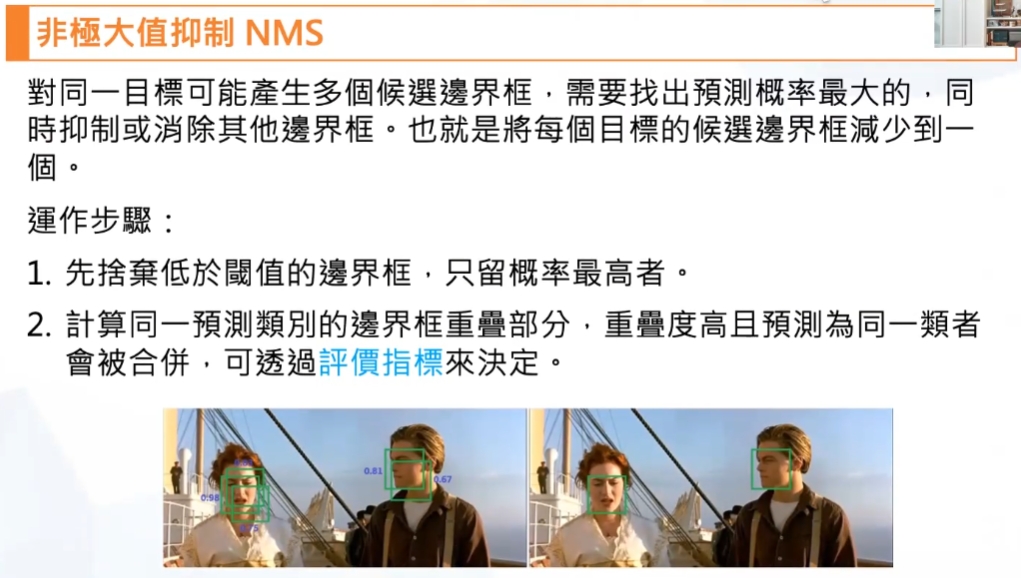 非極大值抑制 NMS
對同一目標可能產生多個候選邊界框，需要找出預測概率最大的，同
時抑制或消除其他邊界框。也就是將每個目標的候選邊界框減少到一
個。
運作步驟：
1. 先捨棄低於閾值的邊界框，只留概率最高者。
2. 計算同一預測類別的邊界框重疊部分，重疊度高且預測為同一類者
會被合併，可透過評價指標來決定。
0.81
0.67
0.98